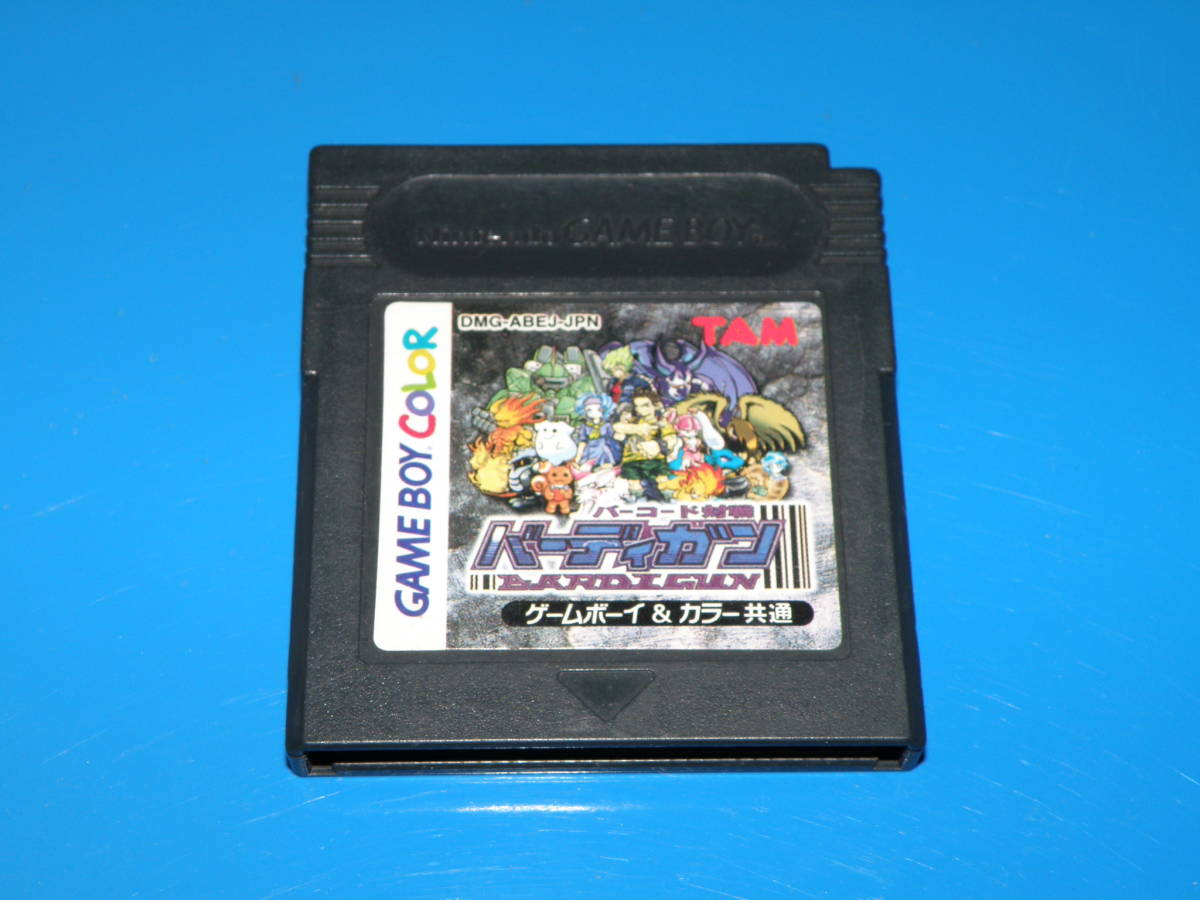 Nintendo GAME BOY
DMG-ABEJ-JPN
TAM
GAME BOY COLOR
バーコード対戦
バーディガン
BARDIGUN
ゲームボーイ & カラー共通